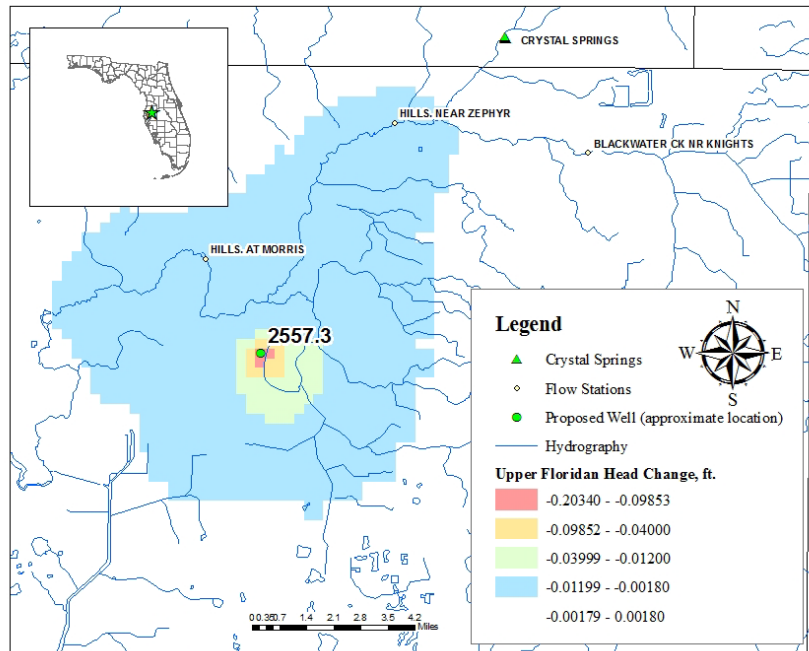 CRYSTAL SPRINGS
HILLS. NEAR ZEPHYR
BLACKWATER CK NR KNIGHTS
HILLS. AT MORRIS
2557.3
Legend
N
W E
S
Crystal Springs
Flow Stations
Proposed Well (approximate location)
Hydrography
Upper Floridan Head Change, ft.
-0.20340 - -0.09853
-0.09852 - -0.04000
-0.03999 - -0.01200
-0.01199 - -0.00180
-0.00179 - 0.00180
0 0.35 0.7 1.4 2.1 2.8 3.5 4.2
Miles